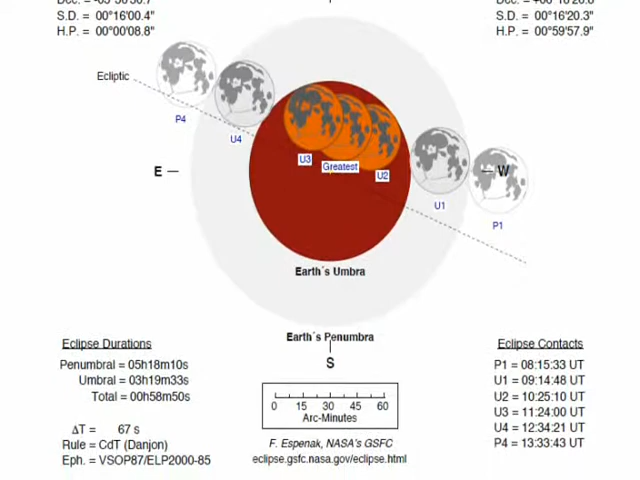 S.D. = 00°16'00.4"
H.P. = 00°00'08.8"
S.D. = 00°16'20.3"
H.P. = 00°59'57.9"
Ecliptic
P4
U4
U3
Greatest
U2
E
W
U1
P1
Earth´s Umbra
Earth´s Penumbra
S
Eclipse Durations
Penumbral = 05h18m10s
Umbral = 03h19m33s
Total = 00h58m50s
ΔT = 67 s
Rule = CdT (Danjon)
Eph. = VSOP87/ELP2000-85
0 15 30 45 60
Arc-Minutes
F. Espenak, NASA's GSFC
eclipse.gsfc.nasa.gov/eclipse.html
Eclipse Contacts
P1 = 08:15:33 UT
U1 = 09:14:48 UT
U2 = 10:25:10 UT
U3 = 11:24:00 UT
U4 = 12:34:21 UT
P4 = 13:33:43 UT